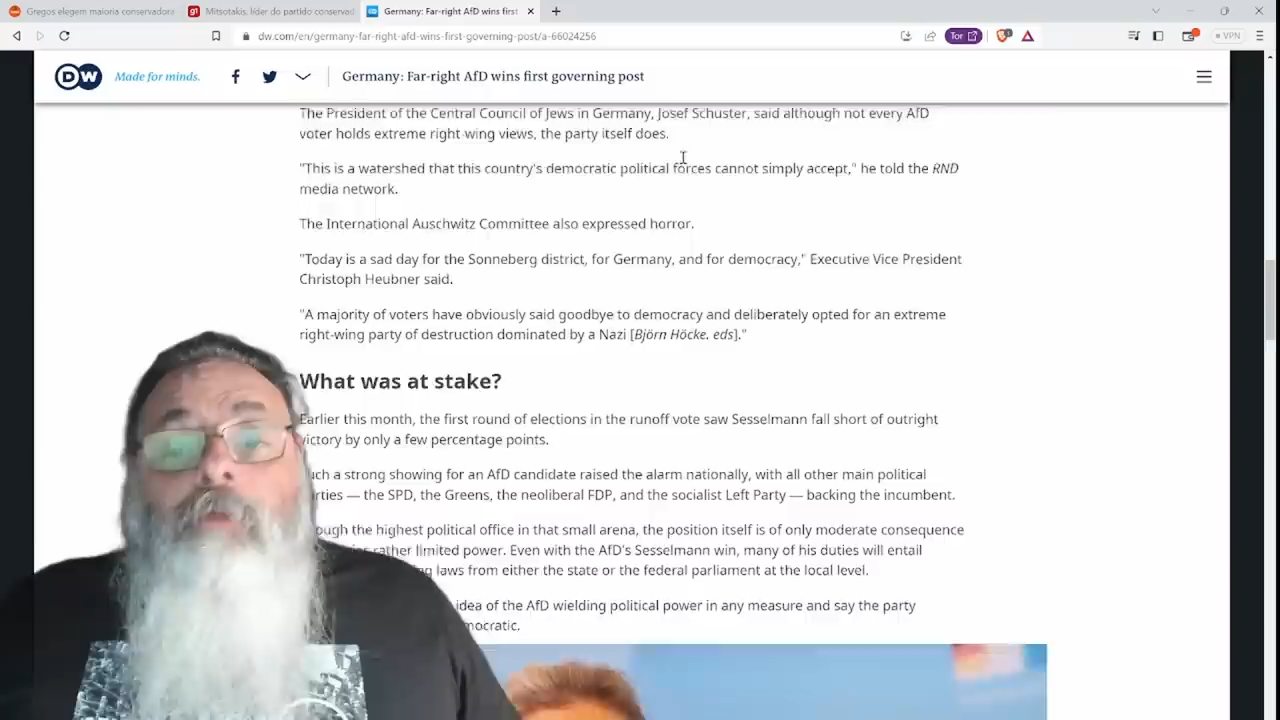 Gregos elegem maioria conservadora
Mitsotakis, líder do partido conservad
Germany: Far-right AfD wins first
dw.com/en/germany-far-right-afd-wins-first-governing-post/a-66024256
Tor
VPN
DW
Made for minds.
Germany: Far-right AfD wins first governing post
The President of the Central Council of Jews in Germany, Josef Schuster, said although not every AfD
voter holds extreme right-wing views, the party itself does.
"This is a watershed that this country's democratic political forces cannot simply accept," he told the RND
media network.
The International Auschwitz Committee also expressed horror.
"Today is a sad day for the Sonneberg district, for Germany, and for democracy," Executive Vice President
Christoph Heubner said.
"A majority of voters have obviously said goodbye to democracy and deliberately opted for an extreme
right-wing party of destruction dominated by a Nazi [Björn Höcke. eds]."
What was at stake?
Earlier this month, the first round of elections in the runoff vote saw Sesselmann fall short of outright
victory by only a few percentage points.
such a strong showing for an AfD candidate raised the alarm nationally, with all other main political
rties — the SPD, the Greens, the neoliberal FDP, and the socialist Left Party — backing the incumbent.
ough the highest political office in that small arena, the position itself is of only moderate consequence
rather limited power. Even with the AfD's Sesselmann win, many of his duties will entail
laws from either the state or the federal parliament at the local level.
idea of the AfD wielding political power in any measure and say the party
mocratic.